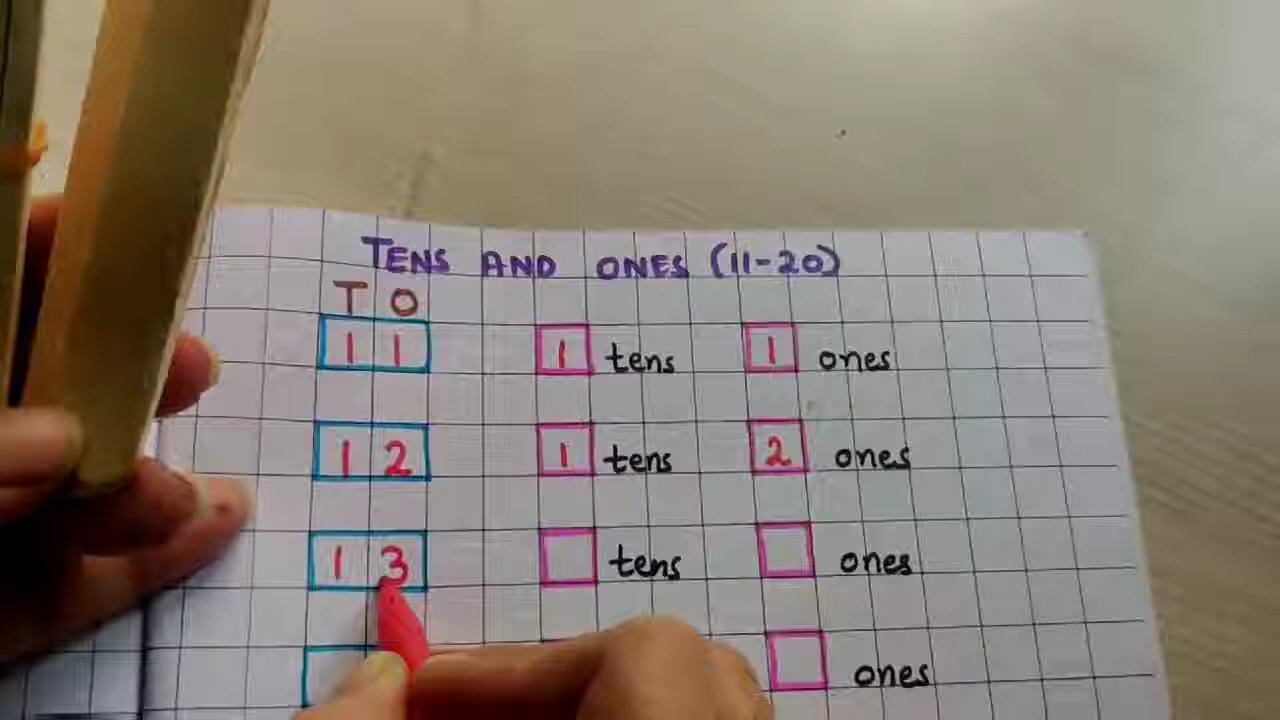 TENS AND ONES (11-20)
T O
1 1 1 tens 1 ones
1 2 1 tens 2 ones
1 3 tens ones
ones